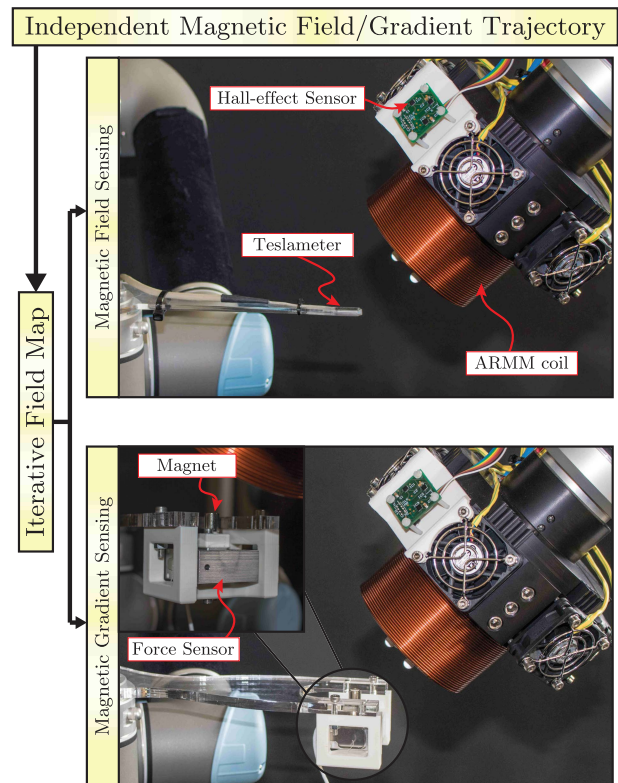 Independent Magnetic Field/Gradient Trajectory
Iterative Field Map
Magnetic Field Sensing
Hall-effect Sensor
Teslameter
ARMM coil
Magnetic Gradient Sensing
Magnet
Force Sensor